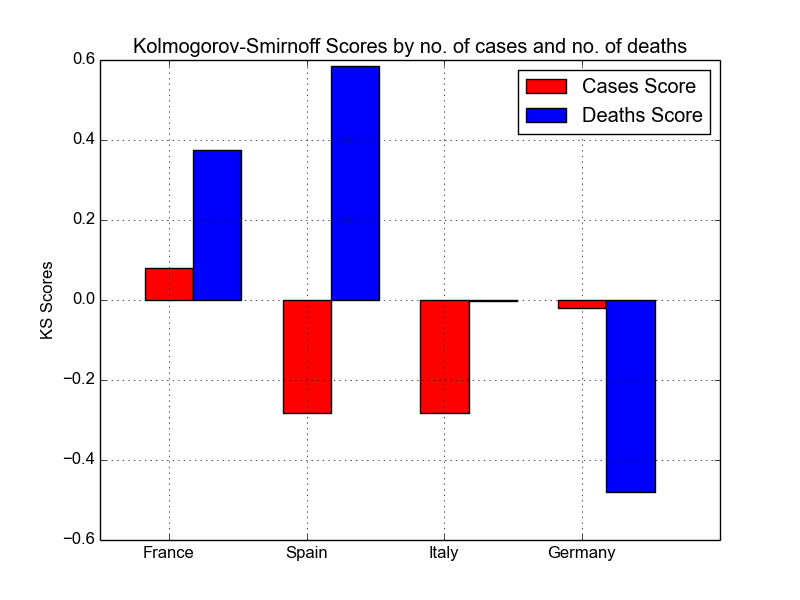 Kolmogorov-Smirnoff Scores by no. of cases and no. of deaths
Cases Score
Deaths Score
KS Scores
0.6
0.4
0.2
0.0
−0.2
−0.4
−0.6
France Spain Italy Germany